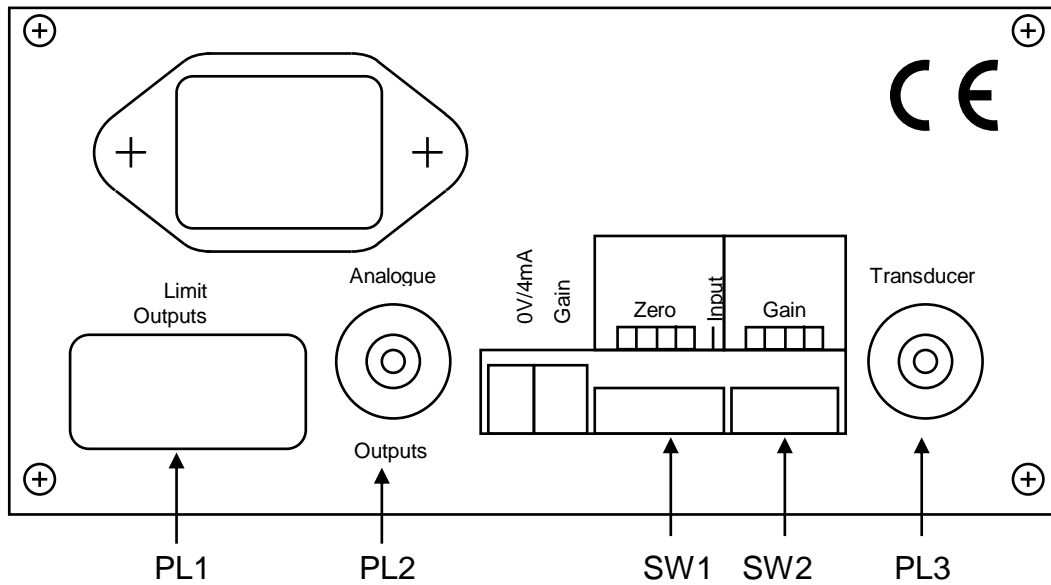 CE
Limit
Outputs
Analogue
Outputs
0V/4mA
Gain
Zero
Input
Gain
Transducer
PL1 PL2 SW1 SW2 PL3